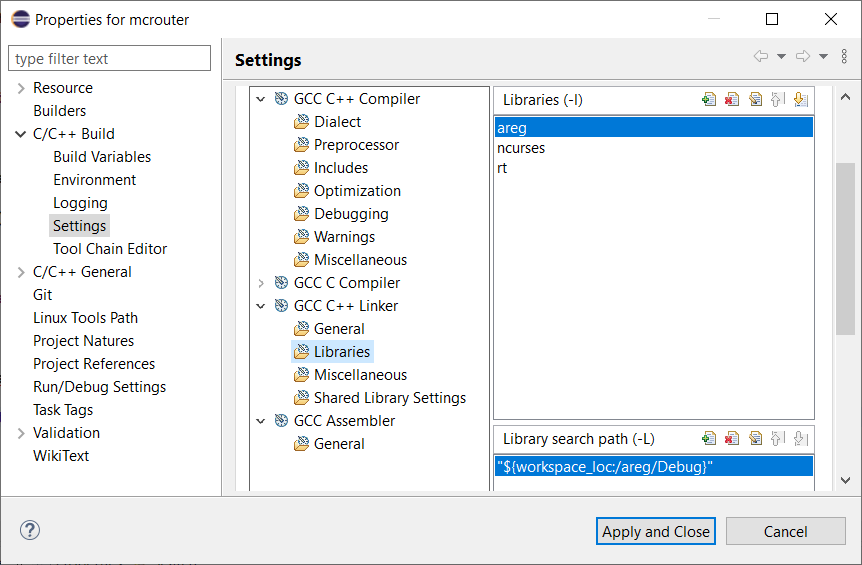 Properties for mcrouter
type filter text
Resource
Builders
C/C++ Build
Build Variables
Environment
Logging
Settings
Tool Chain Editor
C/C++ General
Git
Linux Tools Path
Project Natures
Project References
Run/Debug Settings
Task Tags
Validation
WikiText
Settings
GCC C++ Compiler
Dialect
Preprocessor
Includes
Optimization
Debugging
Warnings
Miscellaneous
GCC C Compiler
GCC C++ Linker
General
Libraries
Miscellaneous
Shared Library Settings
GCC Assembler
General
Libraries (-l)
areg
ncurses
rt
Library search path (-L)
"${workspace_loc:/areg/Debug}"
Apply and Close
Cancel